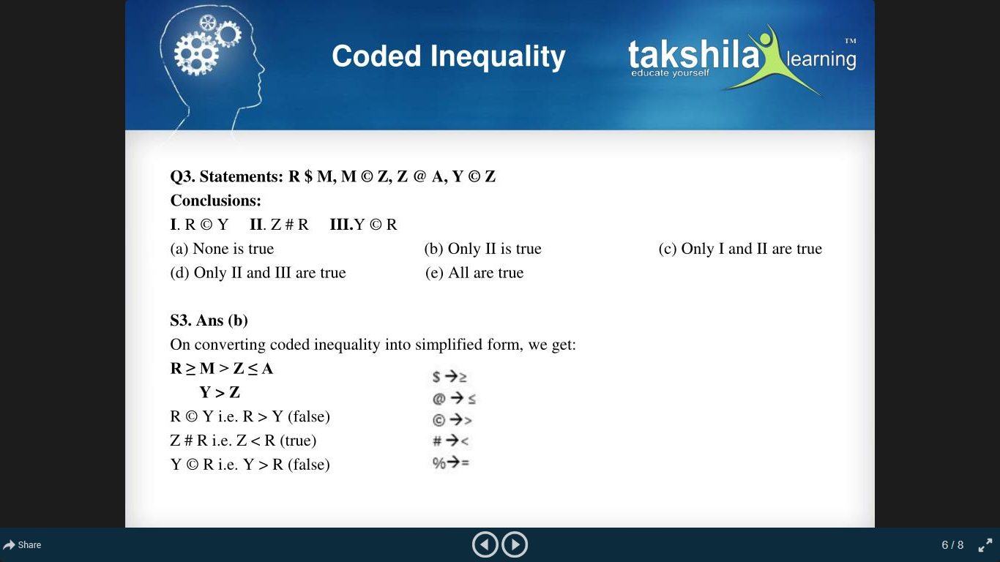 Coded Inequality
takshila learning ™
educate yourself
Q3. Statements: R $ M, M © Z, Z @ A, Y © Z
Conclusions:
I. R © Y II. Z # R III.Y © R
(a) None is true (b) Only II is true (c) Only I and II are true
(d) Only II and III are true (e) All are true
S3. Ans (b)
On converting coded inequality into simplified form, we get:
R ≥ M > Z ≤ A
Y > Z
R © Y i.e. R > Y (false)
Z # R i.e. Z < R (true)
Y © R i.e. Y > R (false)
$ →≥
@ → ≤
© →>
# →<
%→=
Share
6 / 8